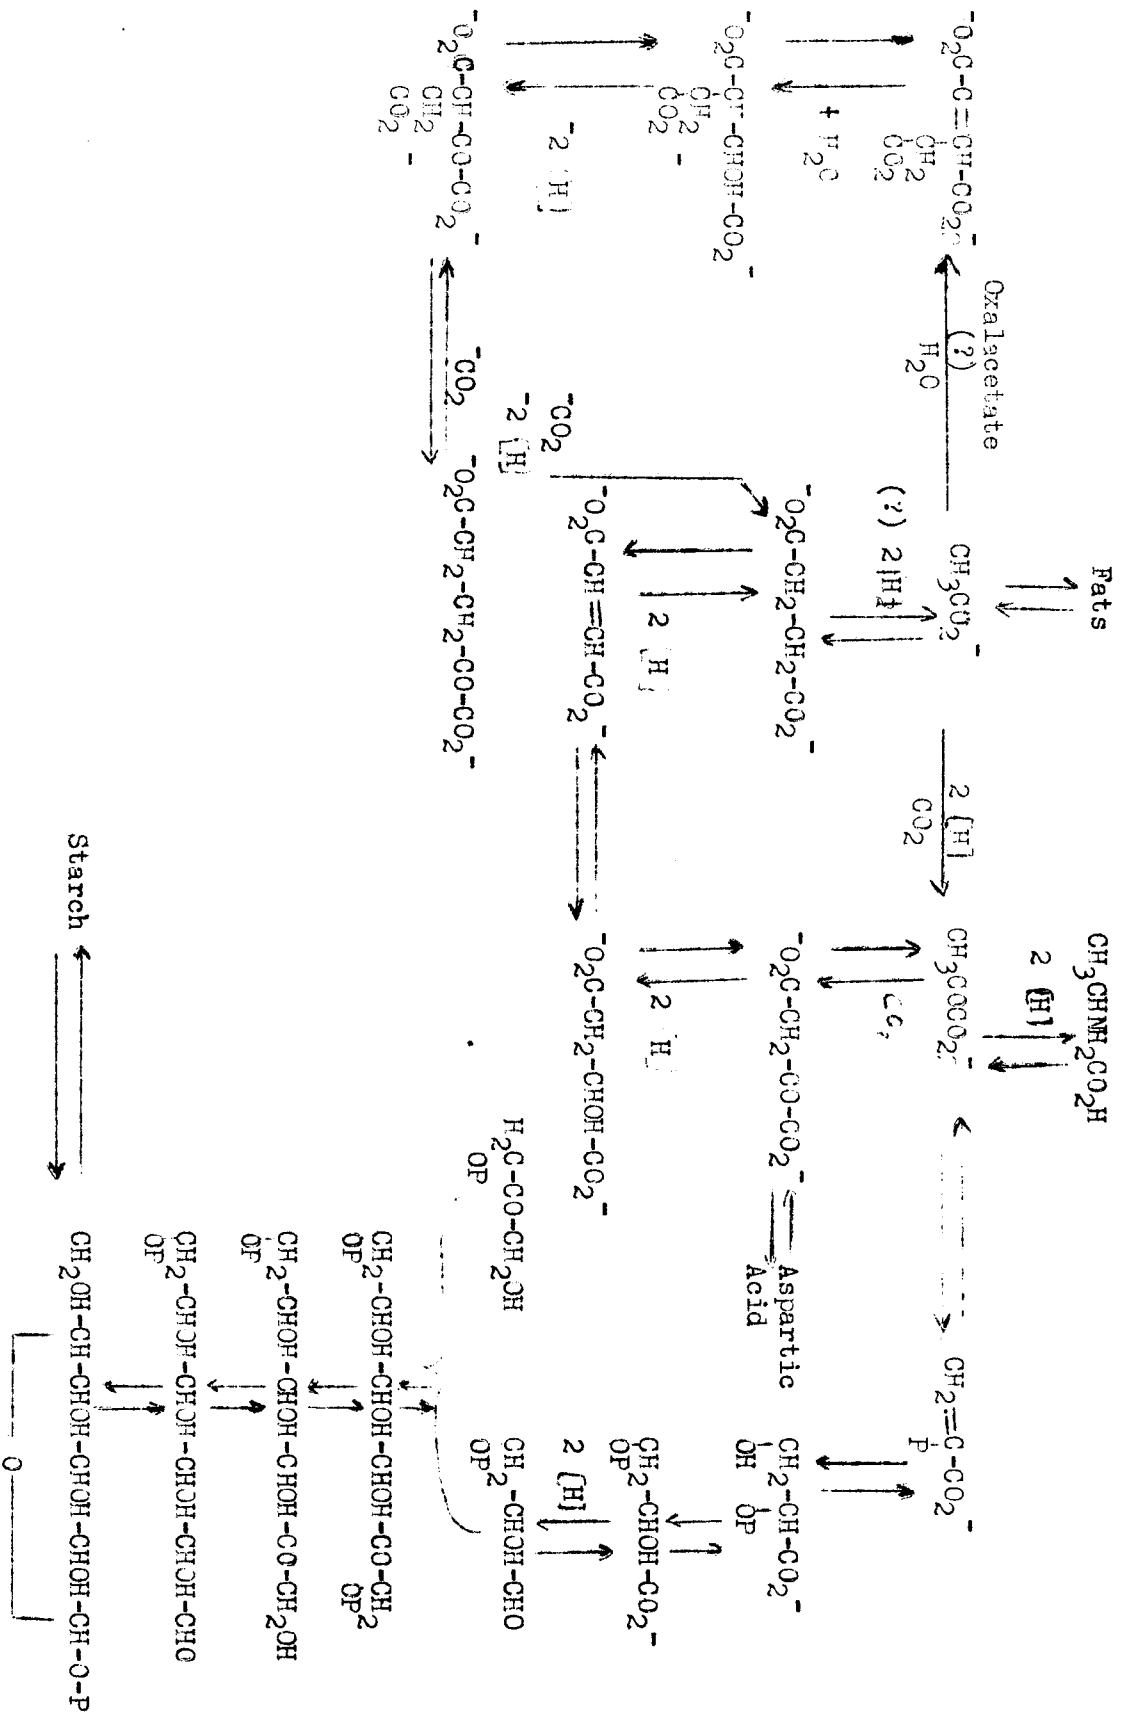 Fats CH₃CHNH₂CO₂H
2 [H]
Oxalacetate
⁻O₂C-C=CH-CO₂⁻ (?) CH₃CO₂⁻ 2 [H] CH₃COCO₂⁻ CH₂=C-CO₂⁻
CH₂ H₂O CO₂ P
CO₂
(?) 2[H]
+ H₂O
⁻O₂C-CH₂-CH₂-CO₂⁻ ⁻O₂C-CH₂-CO-CO₂⁻ Aspartic CH₂-CH-CO₂⁻
Acid OH OP
⁻O₂C-CH-CHOH-CO₂⁻
CH₂
CO₂⁻
2 [H] 2 [H] CH₂-CHOH-CO₂⁻
OP
⁻O₂C-CH=CH-CO₂⁻ ⁻O₂C-CH₂-CHOH-CO₂⁻
⁻2 [H] ⁻CO₂ 2 [H]
⁻2 [H] H₂C-CO-CH₂OH CH₂-CHOH-CHO
OP OP
⁻O₂C-CH-CO-CO₂⁻ ⁻CO₂ ⁻O₂C-CH₂-CH₂-CO-CO₂⁻
CH₂
CO₂⁻
CH₂-CHOH-CHOH-CHOH-CO-CH₂
OP OP
CH₂-CHOH-CHOH-CHOH-CO-CH₂OH
OP
CH₂-CHOH-CHOH-CHOH-CHOH-CHO
OP
Starch CH₂OH-CH-CHOH-CHOH-CHOH-CH-O-P
O